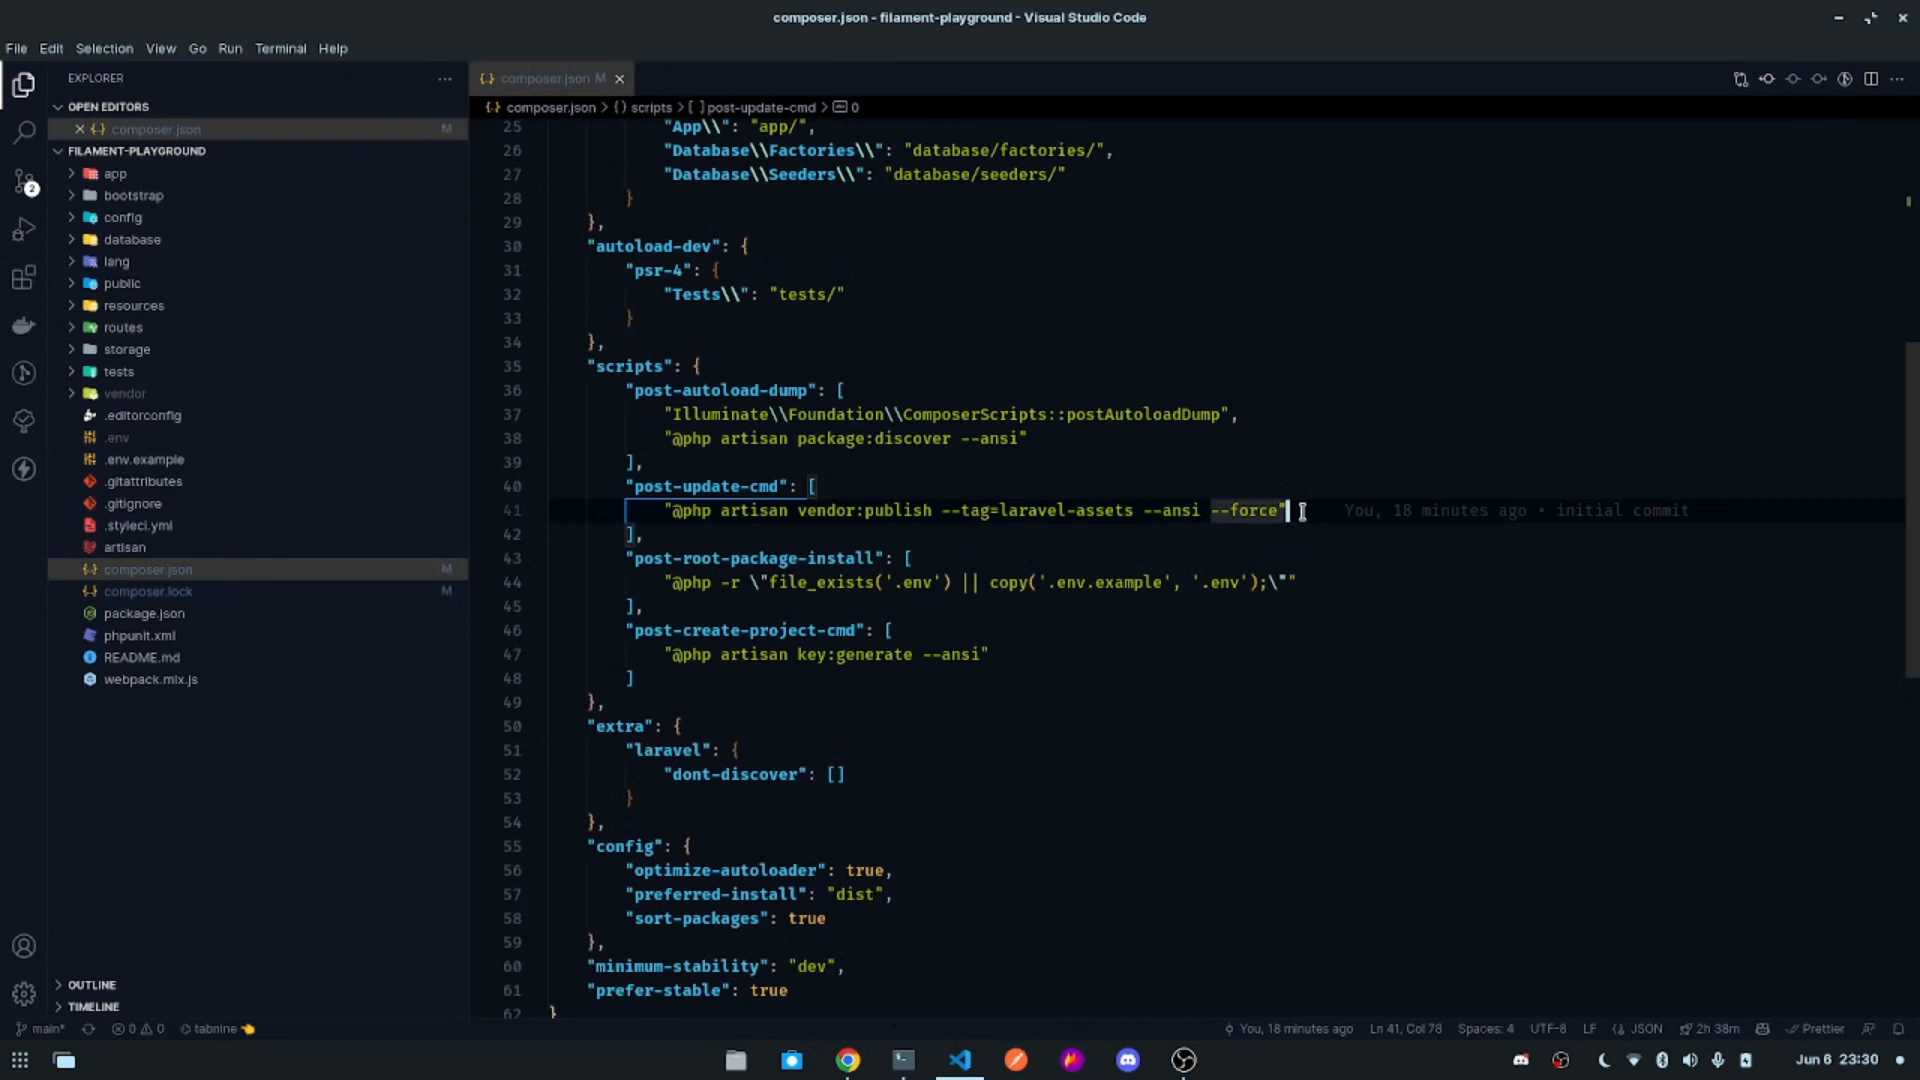 composer.json - filament-playground - Visual Studio Code
File Edit Selection View Go Run Terminal Help
EXPLORER
OPEN EDITORS
composer.json M
FILAMENT-PLAYGROUND
app
bootstrap
config
database
lang
public
resources
routes
storage
tests
vendor
.editorconfig
.env
.env.example
.gitattributes
.gitignore
.styleci.yml
artisan
composer.json M
composer.lock M
package.json
phpunit.xml
README.md
webpack.mix.js
OUTLINE
TIMELINE
2
composer.json M
composer.json > {} scripts > [ ] post-update-cmd > 0
25 "App\\": "app/",
26 "Database\\Factories\\": "database/factories/",
27 "Database\\Seeders\\": "database/seeders/"
28 }
29 },
30 "autoload-dev": {
31 "psr-4": {
32 "Tests\\": "tests/"
33 }
34 },
35 "scripts": {
36 "post-autoload-dump": [
37 "Illuminate\\Foundation\\ComposerScripts::postAutoloadDump",
38 "@php artisan package:discover --ansi"
39 ],
40 "post-update-cmd": [
41 "@php artisan vendor:publish --tag=laravel-assets --ansi --force" You, 18 minutes ago • initial commit
42 ],
43 "post-root-package-install": [
44 "@php -r \"file_exists('.env') || copy('.env.example', '.env');\""
45 ],
46 "post-create-project-cmd": [
47 "@php artisan key:generate --ansi"
48 ]
49 },
50 "extra": {
51 "laravel": {
52 "dont-discover": []
53 }
54 },
55 "config": {
56 "optimize-autoloader": true,
57 "preferred-install": "dist",
58 "sort-packages": true
59 },
60 "minimum-stability": "dev",
61 "prefer-stable": true
62 }
main* 0 0 tabnine You, 18 minutes ago Ln 41, Col 78 Spaces: 4 UTF-8 LF JSON 2h 38m Prettier
Jun 6 23:30